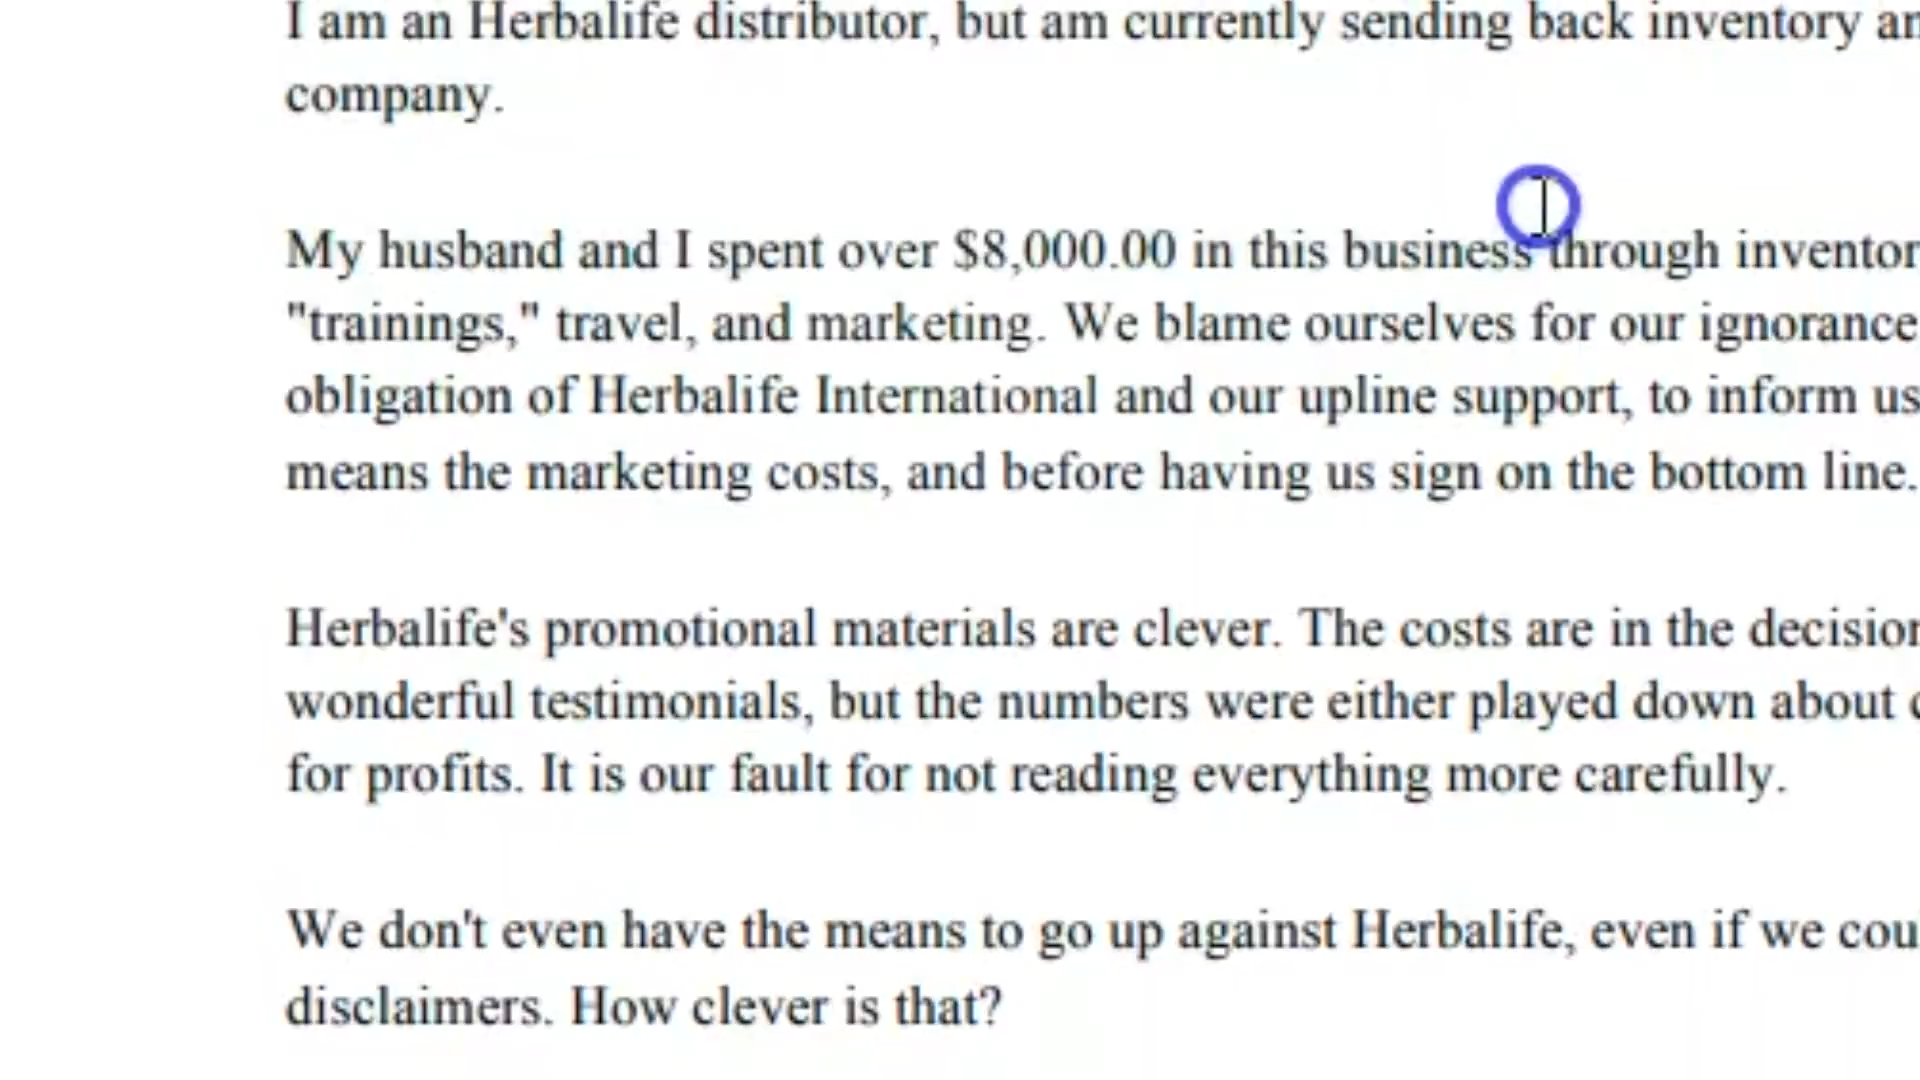 I am an Herbalife distributor, but am currently sending back inventory
company.
My husband and I spent over $8,000.00 in this business through
"trainings," travel, and marketing. We blame ourselves for our ignorance
obligation of Herbalife International and our upline support, to inform us
means the marketing costs, and before having us sign on the bottom line.
Herbalife's promotional materials are clever. The costs are in the
wonderful testimonials, but the numbers were either played down about
for profits. It is our fault for not reading everything more carefully.
We don't even have the means to go up against Herbalife, even if we
disclaimers. How clever is that?